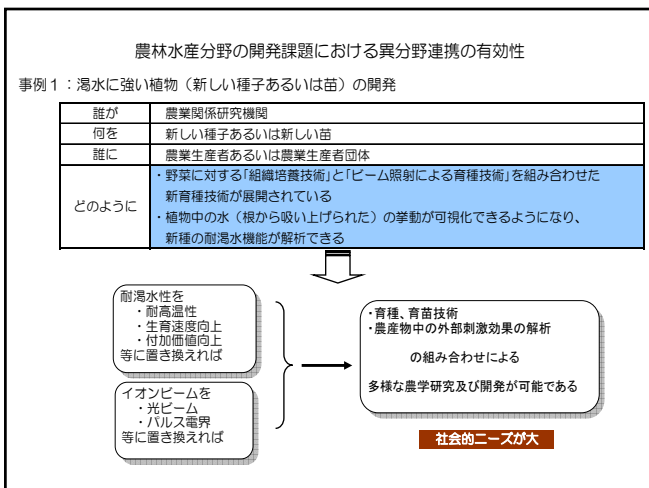 農林水産分野の開発課題における異分野連携の有効性
事例1：渇水に強い植物（新しい種子あるいは苗）の開発
誰が 農業関係研究機関
何を 新しい種子あるいは新しい苗
誰に 農業生産者あるいは農業生産者団体
どのように
・野菜に対する「組織培養技術」と「ビーム照射による育種技術」を組み合わせた
新育種技術が展開されている
・植物中の水（根から吸い上げられた）の挙動が可視化できるようになり、
新種の耐渇水機能が解析できる
耐渇水性を
・耐高温性
・生育速度向上
・付加価値向上
等に置き換えれば
イオンビームを
・光ビーム
・パルス電界
等に置き換えれば
・育種、育苗技術
・農産物中の外部刺激効果の解析
の組み合わせによる
多様な農学研究及び開発が可能である
社会的ニーズが大